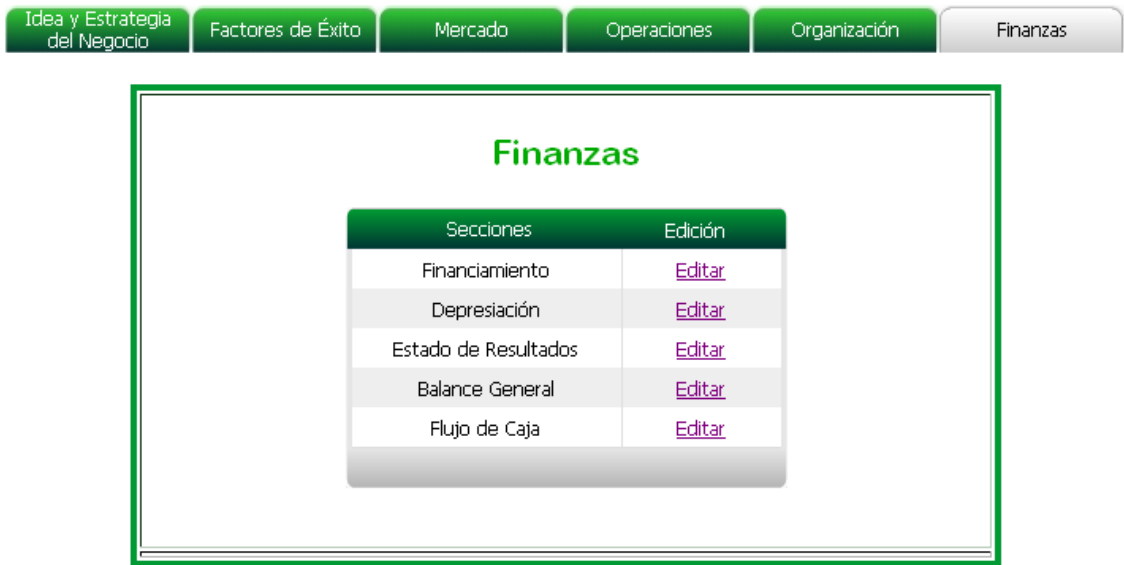 Idea y Estrategia
del Negocio
Factores de Éxito
Mercado
Operaciones
Organización
Finanzas
Finanzas
Secciones Edición
Financiamiento Editar
Depresiación Editar
Estado de Resultados Editar
Balance General Editar
Flujo de Caja Editar